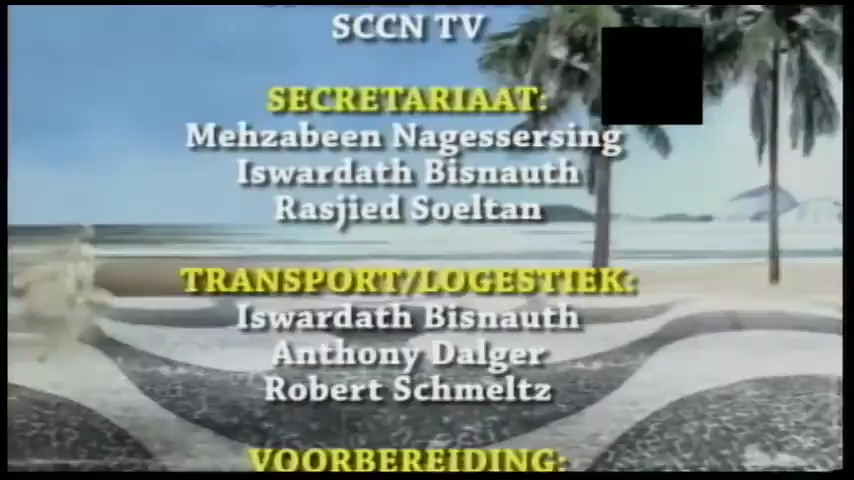 SCCN TV
SECRETARIAAT:
Mehzabeen Nagessersing
Iswardath Bisnauth
Rasjied Soeltan
TRANSPORT/LOGESTIEK:
Iswardath Bisnauth
Anthony Dalger
Robert Schmeltz
VOORBEREIDING: